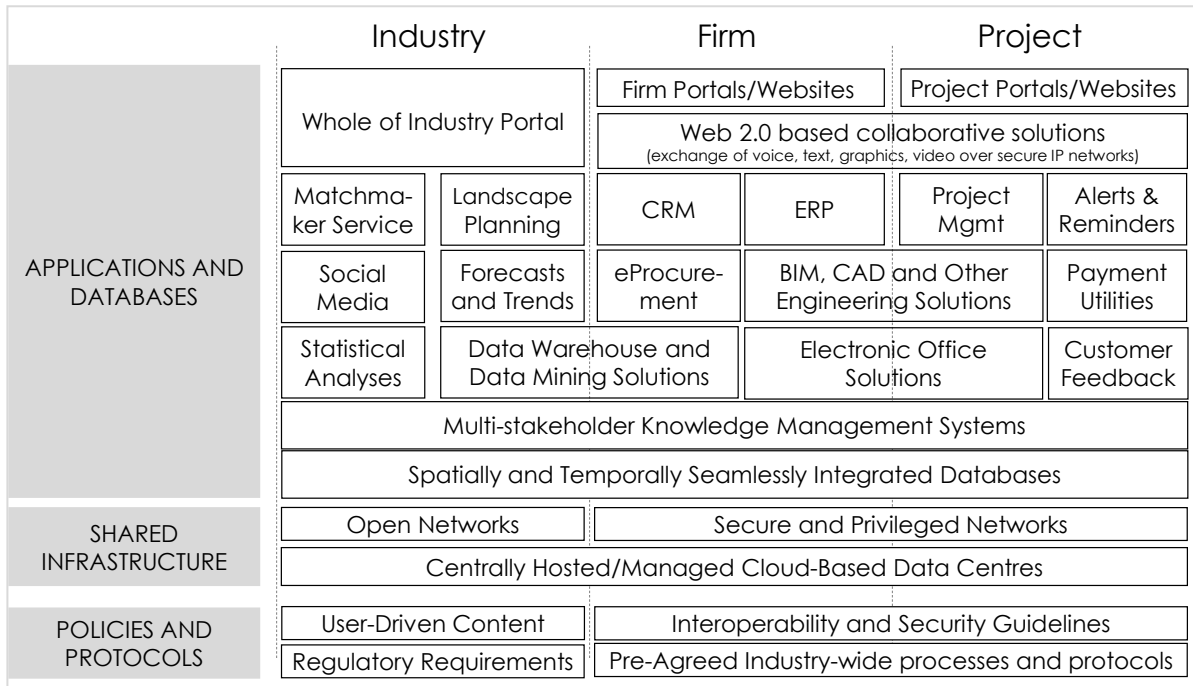 Industry
Firm
Project
APPLICATIONS AND
DATABASES
Whole of Industry Portal
Firm Portals/Websites
Project Portals/Websites
Web 2.0 based collaborative solutions
(exchange of voice, text, graphics, video over secure IP networks)
Matchma-
ker Service
Landscape
Planning
CRM
ERP
Project
Mgmt
Alerts &
Reminders
Social
Media
Forecasts
and Trends
eProcure-
ment
BIM, CAD and Other
Engineering Solutions
Payment
Utilities
Statistical
Analyses
Data Warehouse and
Data Mining Solutions
Electronic Office
Solutions
Customer
Feedback
Multi-stakeholder Knowledge Management Systems
Spatially and Temporally Seamlessly Integrated Databases
SHARED
INFRASTRUCTURE
Open Networks
Secure and Privileged Networks
Centrally Hosted/Managed Cloud-Based Data Centres
POLICIES AND
PROTOCOLS
User-Driven Content
Interoperability and Security Guidelines
Regulatory Requirements
Pre-Agreed Industry-wide processes and protocols